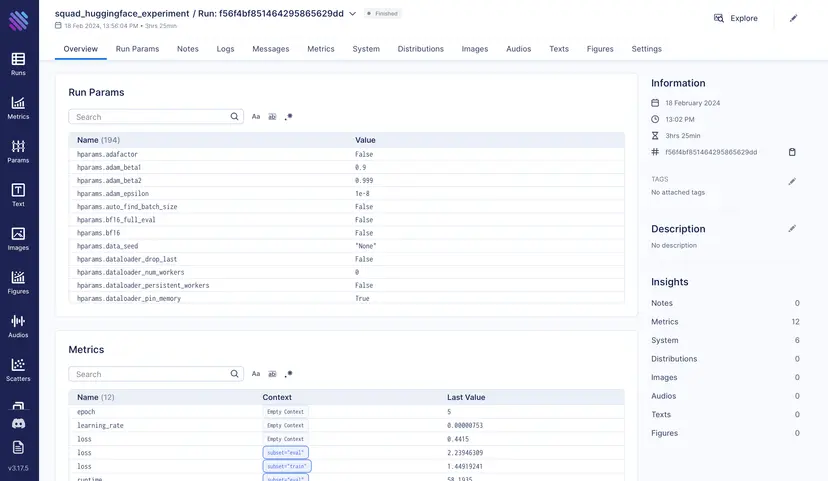 squad_huggingface_experiment / Run: f56f4bf851464295865629dd
Finished
18 Feb 2024, 13:56:04 PM • 3hrs 25min
Explore
Overview Run Params Notes Logs Messages Metrics System Distributions Images Audios Texts Figures Settings
Runs
Metrics
Params
Text
Images
Figures
Audios
Scatters
v3.17.5
Run Params
Search
Aa ab .*
Name (194) Value
hparams.adafactor False
hparams.adam_beta1 0.9
hparams.adam_beta2 0.999
hparams.adam_epsilon 1e-8
hparams.auto_find_batch_size False
hparams.bf16_full_eval False
hparams.bf16 False
hparams.data_seed "None"
hparams.dataloader_drop_last False
hparams.dataloader_num_workers 0
hparams.dataloader_persistent_workers False
hparams.dataloader_pin_memory True
Metrics
Search
Aa ab .*
Name (12) Context Last Value
epoch Empty Context 5
learning_rate Empty Context 0.00000753
loss Empty Context 0.4415
loss subset="eval" 2.23946309
loss subset="train" 1.44919241
runtime subset="eval" 58.1935
Information
18 February 2024
13:02 PM
3hrs 25min
f56f4bf851464295865629dd
TAGS
No attached tags
Description
No description
Insights
Notes 0
Metrics 12
System 6
Distributions 0
Images 0
Audios 0
Texts 0
Figures 0